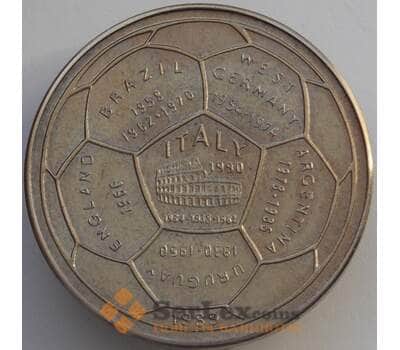 BRAZIL
1958
1962·1970
WEST
GERMANY
1954·1974
ITALY
1990
1934·1938·1982
ARGENTINA
1978·1986
ENGLAND
1966
URUGUAY
1930·1950
1989